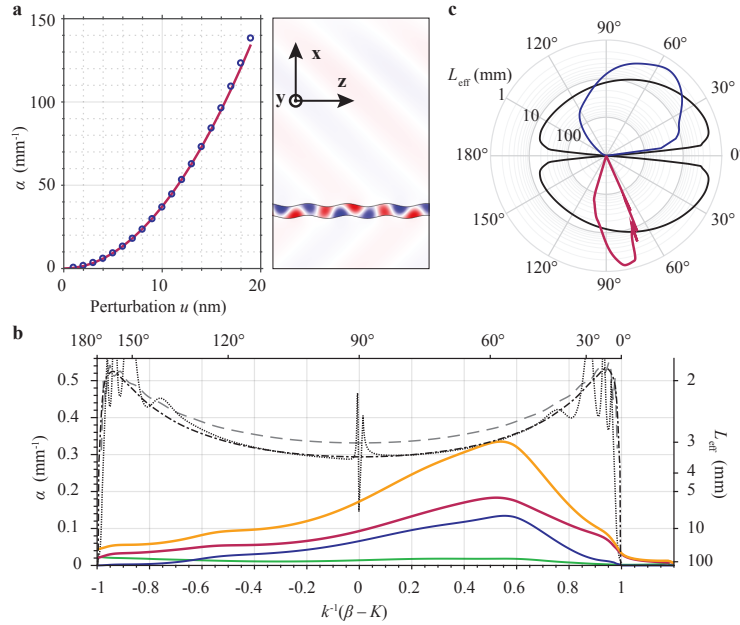 a
150
100
50
0
α (mm⁻¹)
0 10 20
Perturbation u (nm)
x
y z
c
L_eff (mm)
1
10
100
90°
120° 60°
150° 30°
180° 0°
150° 30°
120° 60°
90°
b
180° 150° 120° 90° 60° 30° 0°
0.5
0.4
0.3
0.2
0.1
0
α (mm⁻¹)
2
3
4
5
10
100
L_eff (mm)
-1 -0.8 -0.6 -0.4 -0.2 0 0.2 0.4 0.6 0.8 1
k⁻¹(β – K)